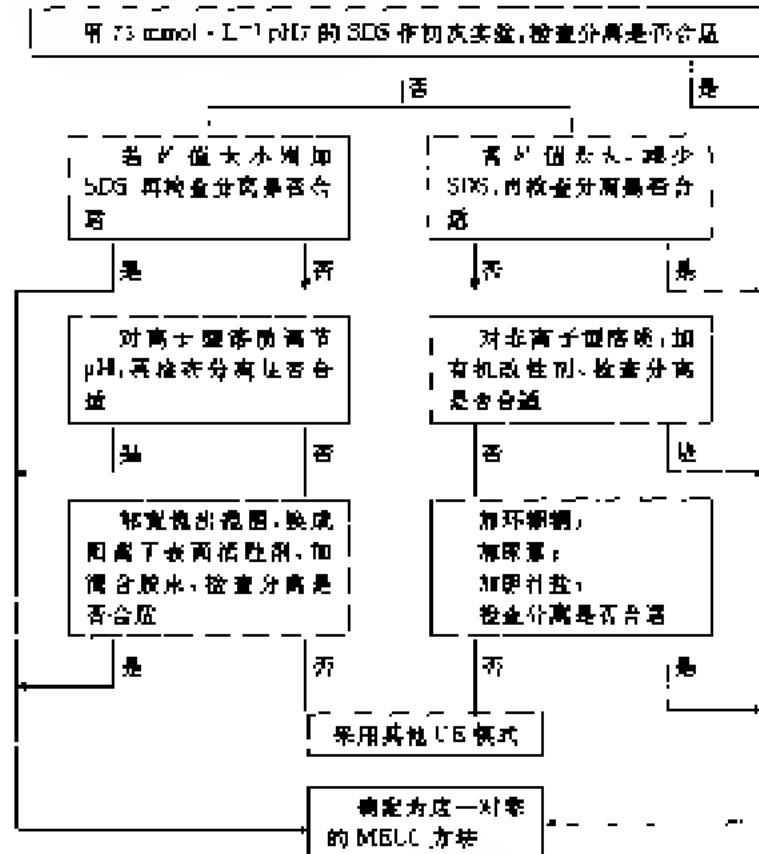 用 75 mmol·L⁻¹ pH7 的 SDS 作初次实验,检查分离是否合适
否
是
若 k′ 值太小增加
SDS 再检查分离是否合
适
若 k′ 值太大,减少
SDS,再检查分离是否合
适
是
否
否
是
对离子型溶质调节
pH,再检查分离是否合
适
对非离子型溶质,加
有机改性剂、检查分离
是否合适
是
否
否
是
拓宽流出范围,换成
阳离子表面活性剂,加
混合胶束,检查分离是
否合适
加环糊精;
加尿素;
加胆汁盐;
检查分离是否合适
是
否
否
是
采用其他 CE 模式
确定为这一对象
的 MECC 方法